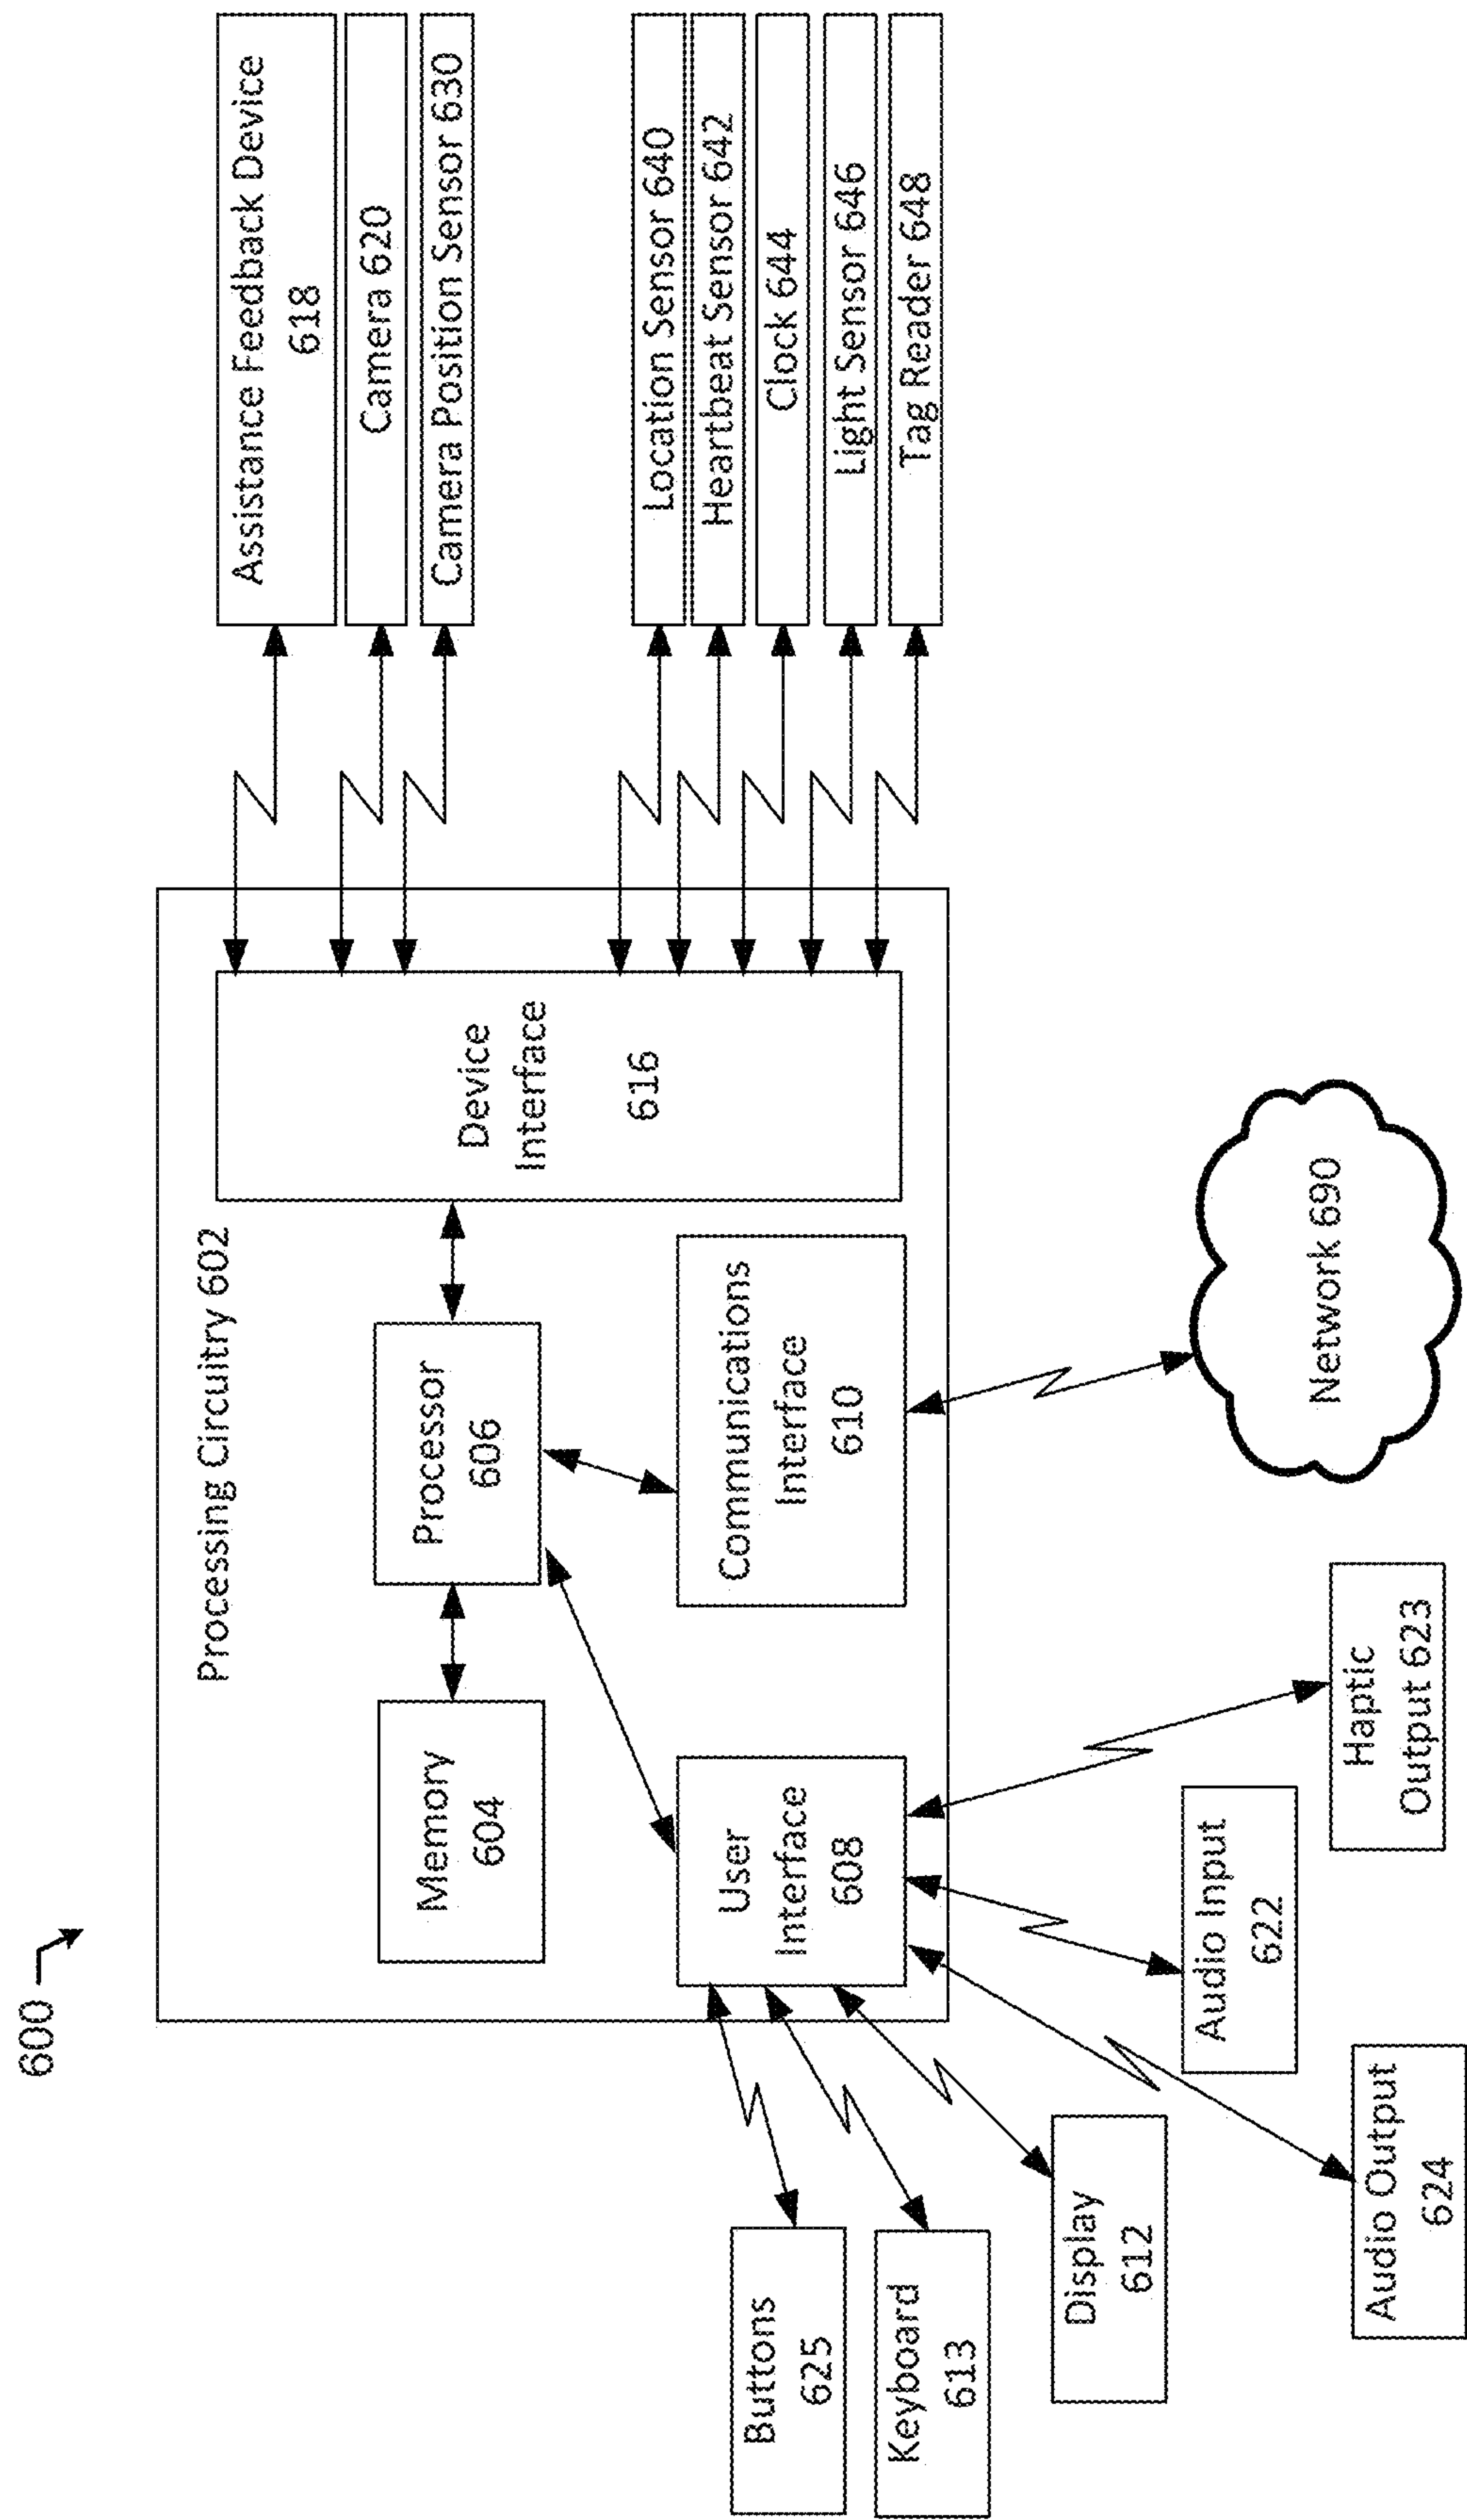 600
Processing Circuitry 602
Memory
604
Processor
606
Device
Interface
616
User
Interface
608
Communications
Interface
610
Assistance Feedback Device
618
Camera 620
Camera Position Sensor 630
Location Sensor 640
Heartbeat Sensor 642
Clock 644
Light Sensor 646
Tag Reader 648
Buttons
625
Keyboard
613
Display
612
Audio Output
624
Audio Input
622
Haptic
Output 623
Network 690